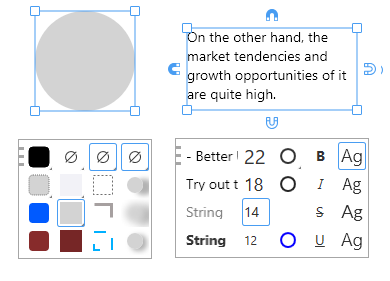 On the other hand, the
market tendencies and
growth opportunities of it
are quite high.
- Better 22 B Ag
Try out t 18 I Ag
String 14 S Ag
String 12 U Ag